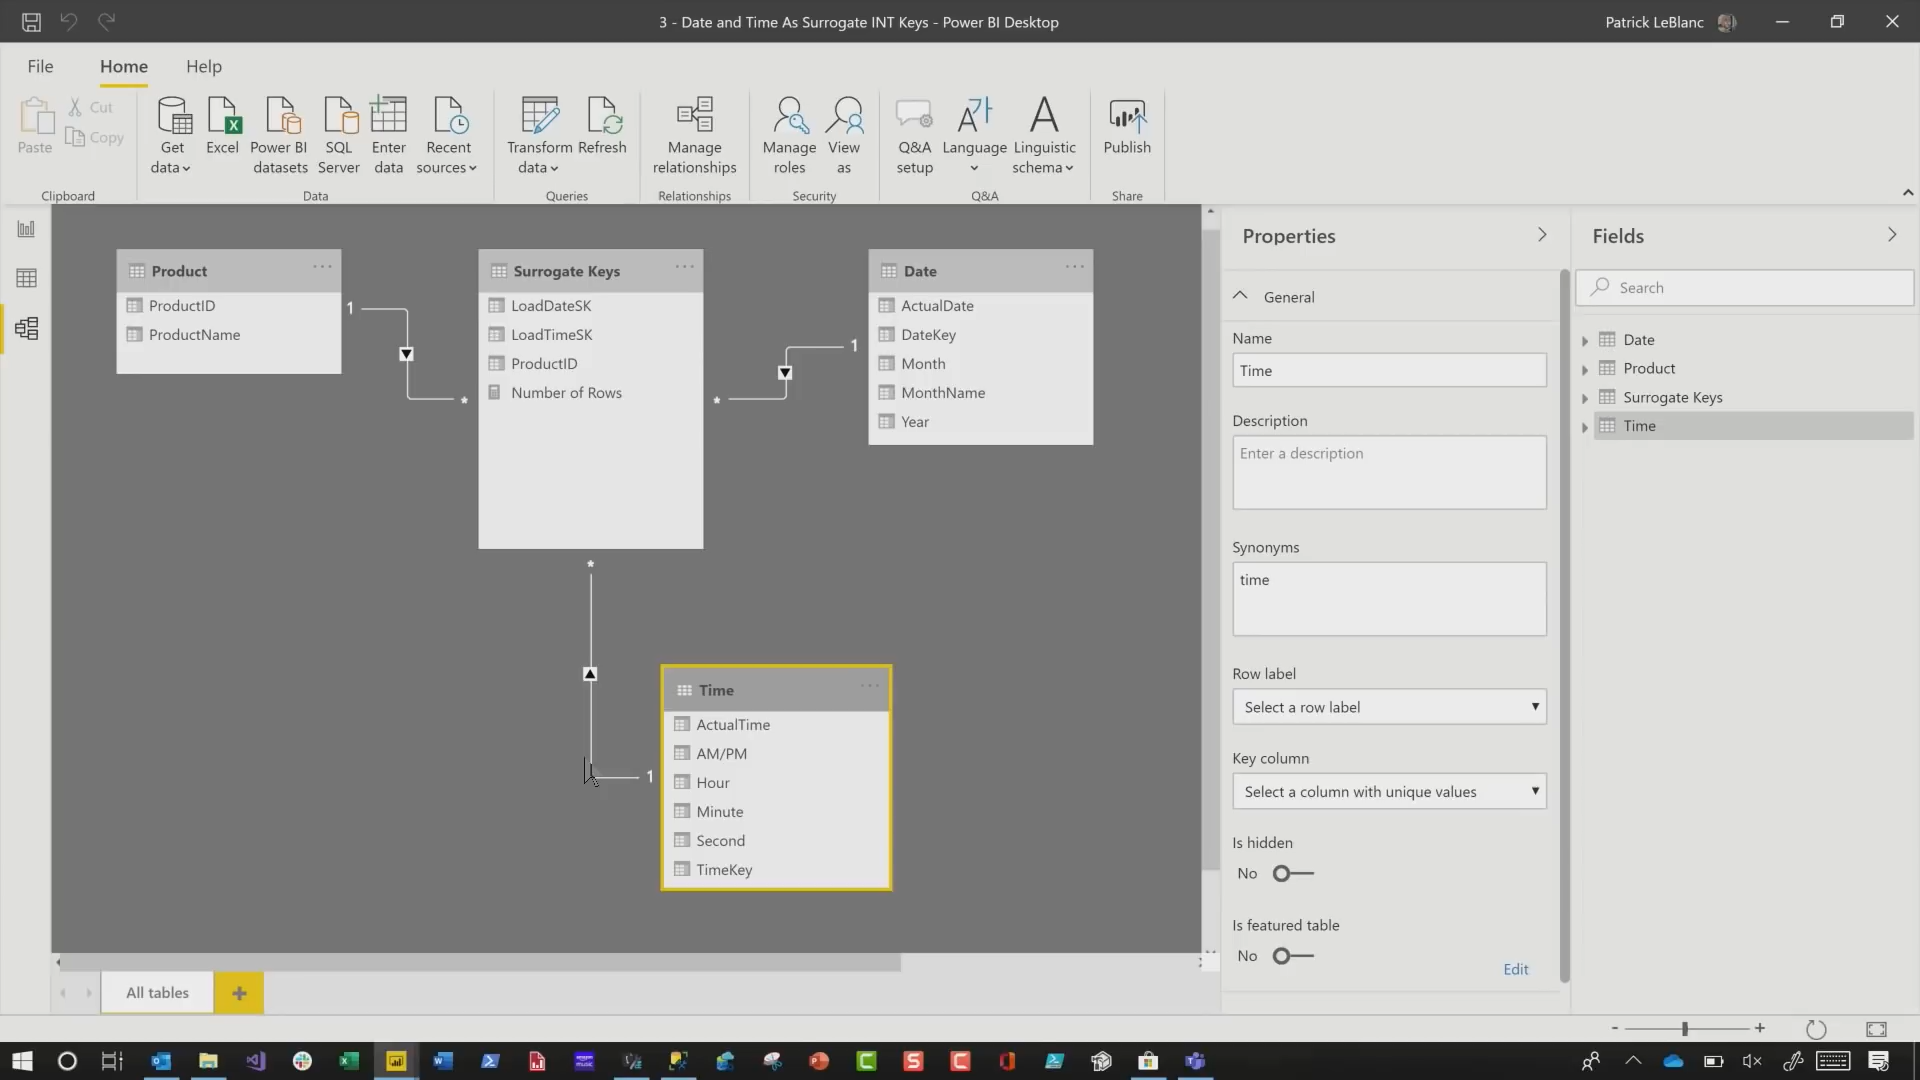 3 - Date and Time As Surrogate INT Keys - Power BI Desktop
Patrick LeBlanc
File
Home
Help
Paste
Cut
Copy
Get data
Excel
Power BI datasets
SQL Server
Enter data
Recent sources
Transform data
Refresh
Manage relationships
Manage roles
View as
Q&A setup
Language
Linguistic schema
Publish
Clipboard
Data
Queries
Relationships
Security
Q&A
Share
Product
ProductID
ProductName
1
*
Surrogate Keys
LoadDateSK
LoadTimeSK
ProductID
Number of Rows
*
1
Date
ActualDate
DateKey
Month
MonthName
Year
*
1
Time
ActualTime
AM/PM
Hour
Minute
Second
TimeKey
All tables
Properties
General
Name
Time
Description
Enter a description
Synonyms
time
Row label
Select a row label
Key column
Select a column with unique values
Is hidden
No
Is featured table
No
Edit
Fields
Search
Date
Product
Surrogate Keys
Time